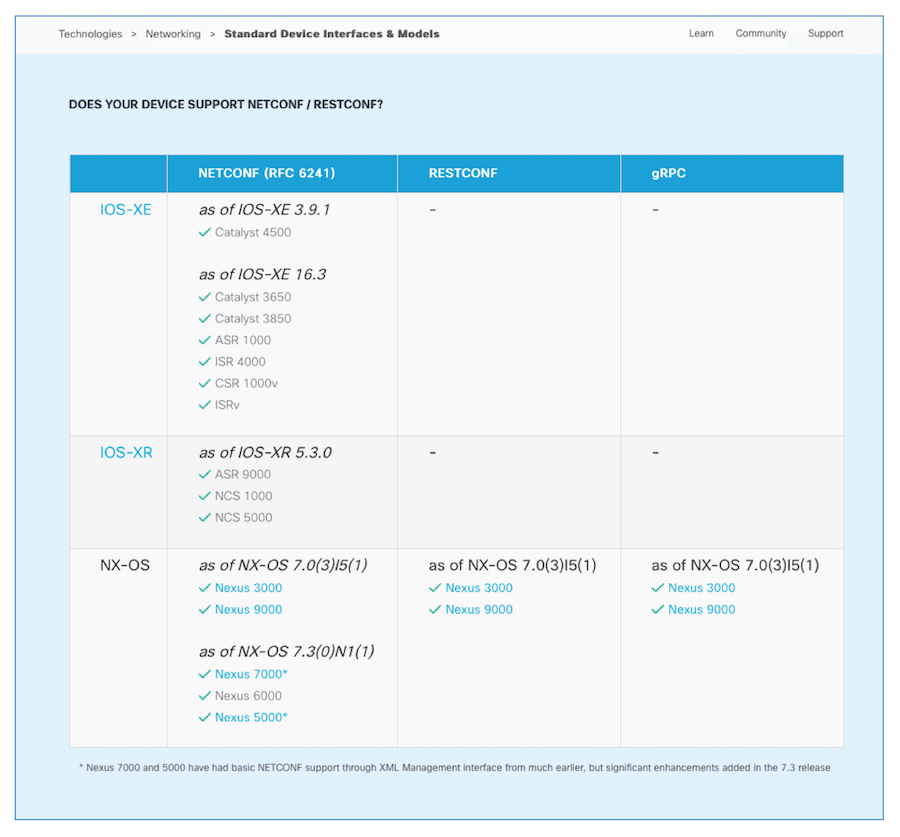 Technologies > Networking > Standard Device Interfaces & Models
Learn Community Support
DOES YOUR DEVICE SUPPORT NETCONF / RESTCONF?
NETCONF (RFC 6241) RESTCONF gRPC
IOS-XE as of IOS-XE 3.9.1 – –
✓ Catalyst 4500
as of IOS-XE 16.3
✓ Catalyst 3650
✓ Catalyst 3850
✓ ASR 1000
✓ ISR 4000
✓ CSR 1000v
✓ ISRv
IOS-XR as of IOS-XR 5.3.0 – –
✓ ASR 9000
✓ NCS 1000
✓ NCS 5000
NX-OS as of NX-OS 7.0(3)I5(1) as of NX-OS 7.0(3)I5(1) as of NX-OS 7.0(3)I5(1)
✓ Nexus 3000 ✓ Nexus 3000 ✓ Nexus 3000
✓ Nexus 9000 ✓ Nexus 9000 ✓ Nexus 9000
as of NX-OS 7.3(0)N1(1)
✓ Nexus 7000*
✓ Nexus 6000
✓ Nexus 5000*
* Nexus 7000 and 5000 have had basic NETCONF support through XML Management interface from much earlier, but significant enhancements added in the 7.3 release